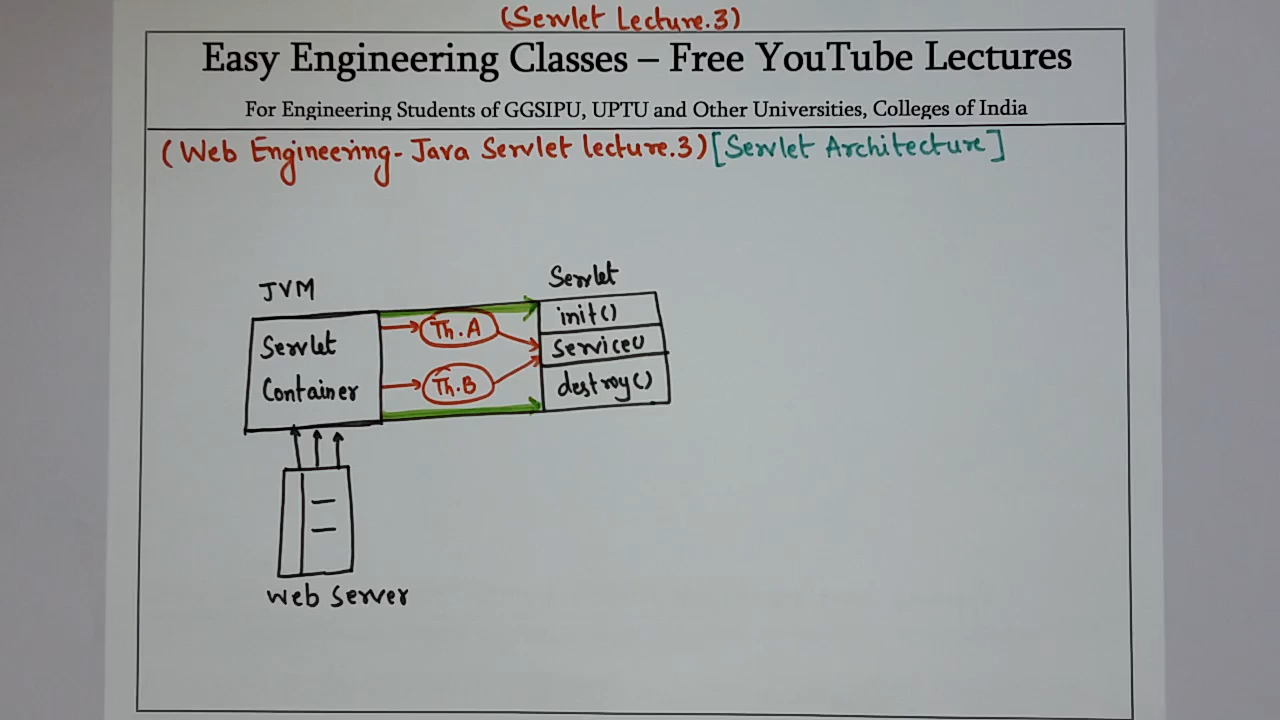 (Servlet Lecture.3)
Easy Engineering Classes – Free YouTube Lectures
For Engineering Students of GGSIPU, UPTU and Other Universities, Colleges of India
(Web Engineering-Java Servlet lecture.3)[Servlet Architecture]
JVM
Servlet
Container
Th.A
Th.B
Servlet
init()
service()
destroy()
Web Server